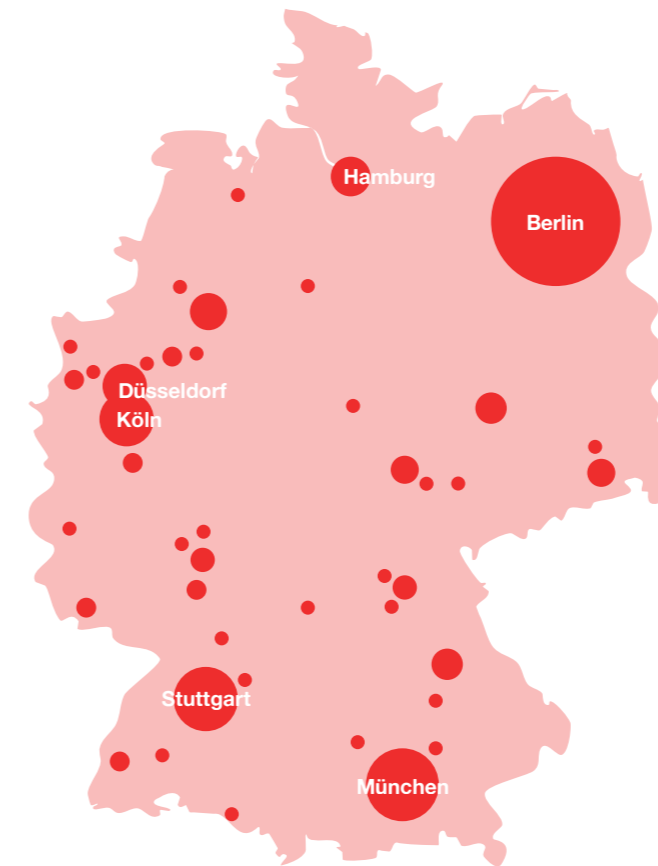 Hamburg
Berlin
Düsseldorf
Köln
Stuttgart
München